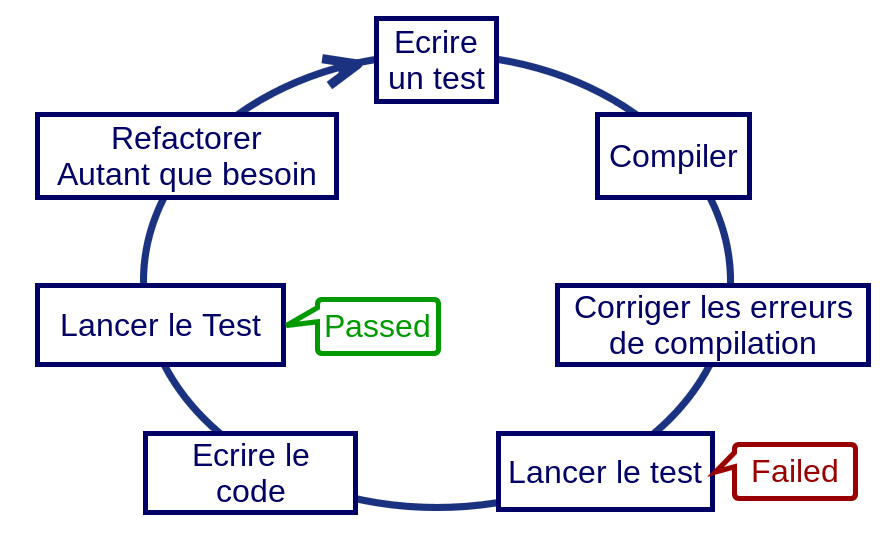 Ecrire
un test
Refactorer
Autant que besoin
Compiler
Lancer le Test
Passed
Corriger les erreurs
de compilation
Ecrire le
code
Lancer le test
Failed